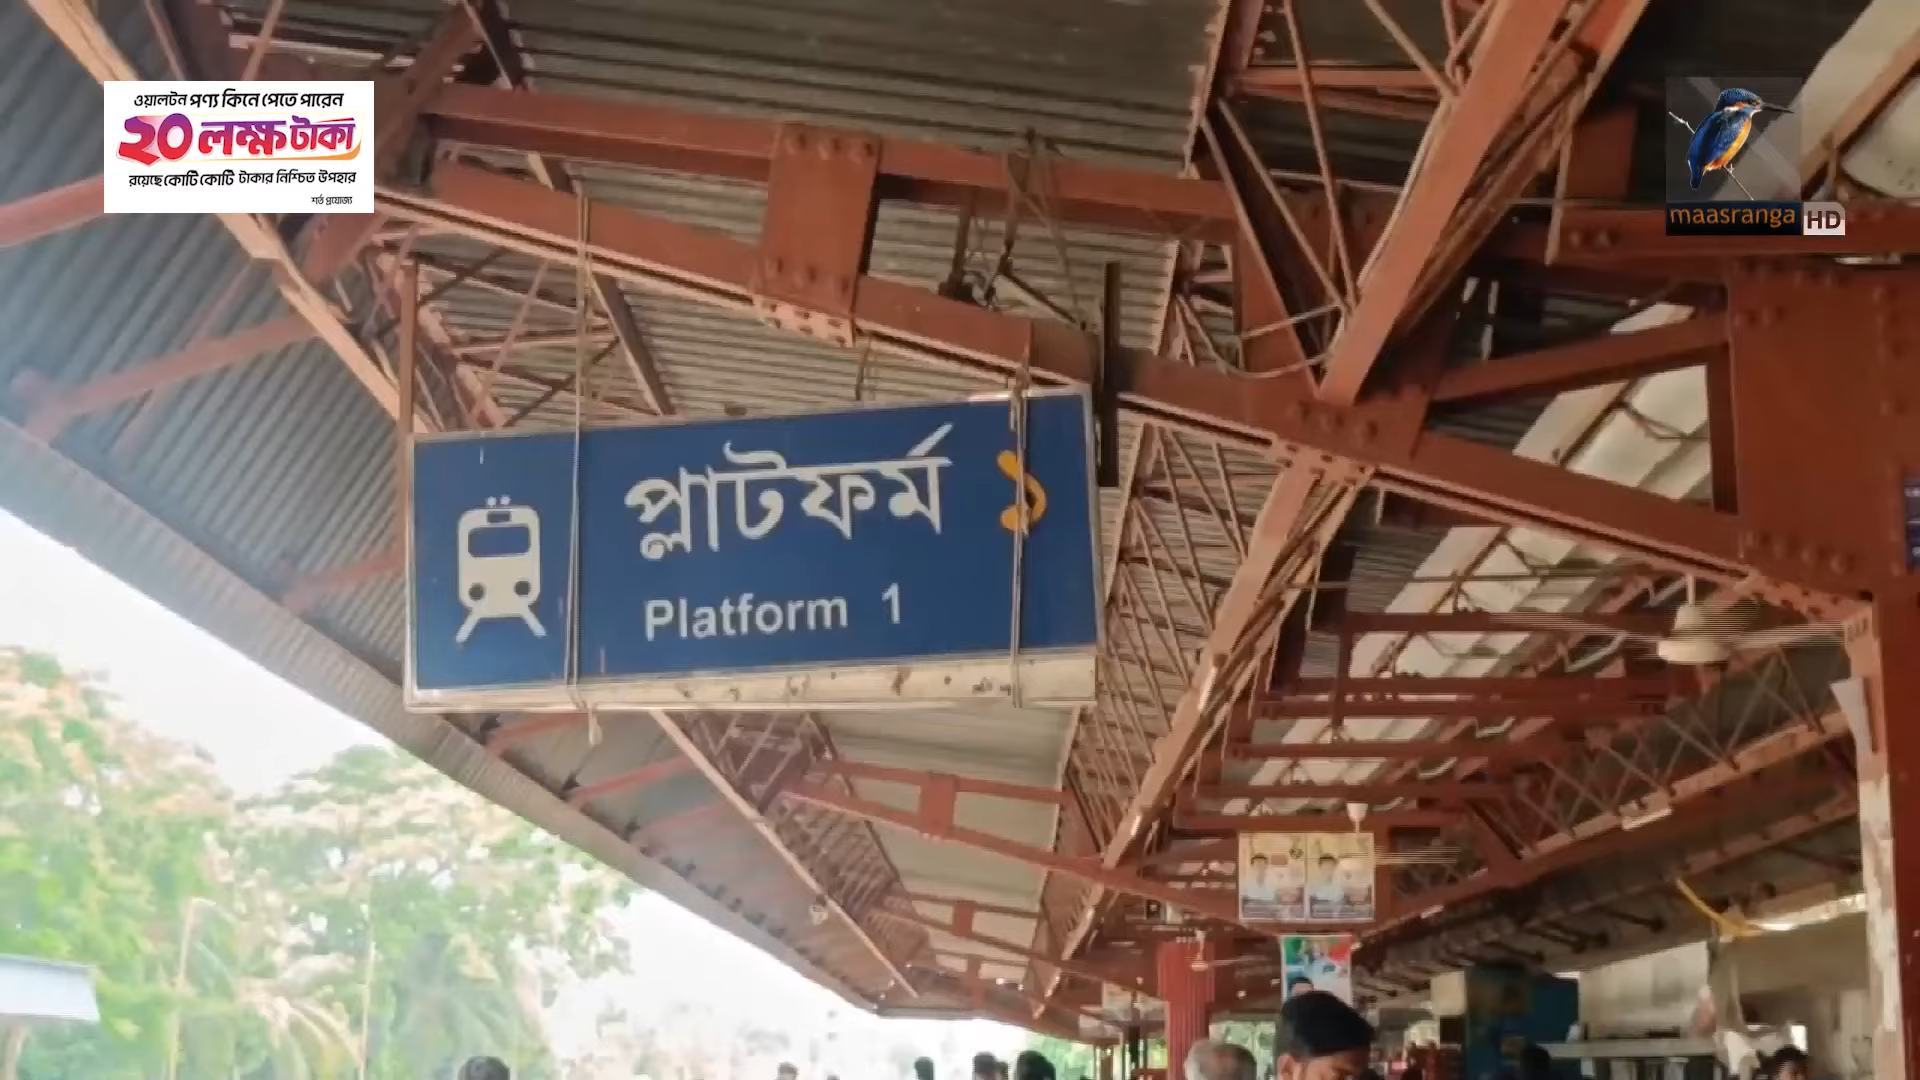 ওয়ালটন পণ্য কিনে পেতে পারেন
২০ লক্ষ টাকা
রয়েছে কোটি কোটি টাকার নিশ্চিত উপহার
শর্ত প্রযোজ্য
maasranga HD
প্লাটফর্ম ১
Platform 1